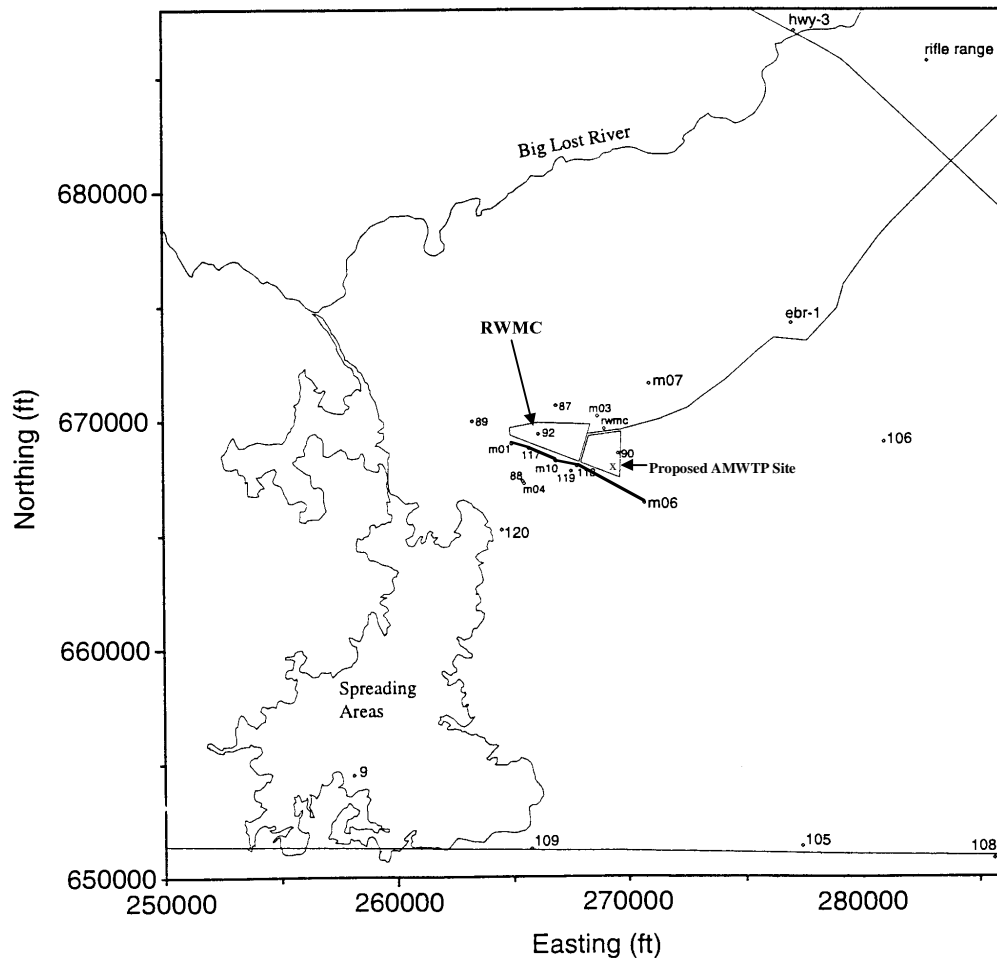 hwy-3
rifle range
Big Lost River
680000
ebr-1
RWMC
m07
87
m03
89
rwmc
670000
92
106
m01
117
90
m10
118
x
Proposed AMWTP Site
88
119
m04
m06
120
Northing (ft)
660000
Spreading
Areas
9
109
105
108
650000
250000
260000
270000
280000
Easting (ft)